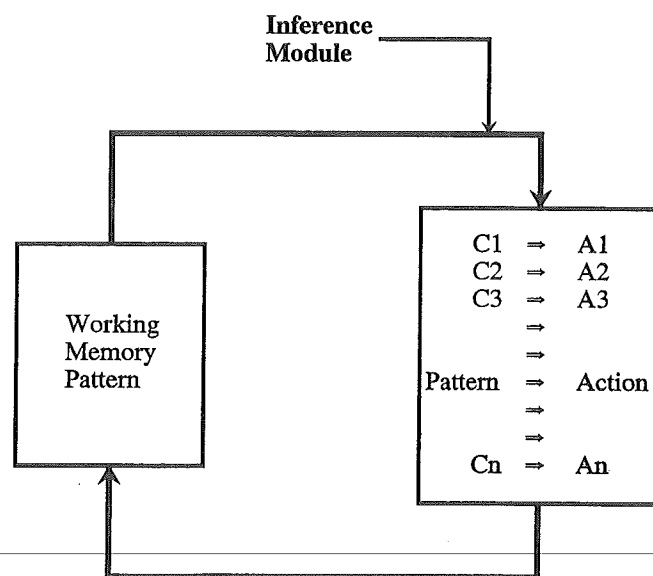 Inference
Module
Working
Memory
Pattern
C1 ⇒ A1
C2 ⇒ A2
C3 ⇒ A3
⇒
⇒
Pattern ⇒ Action
⇒
⇒
Cn ⇒ An